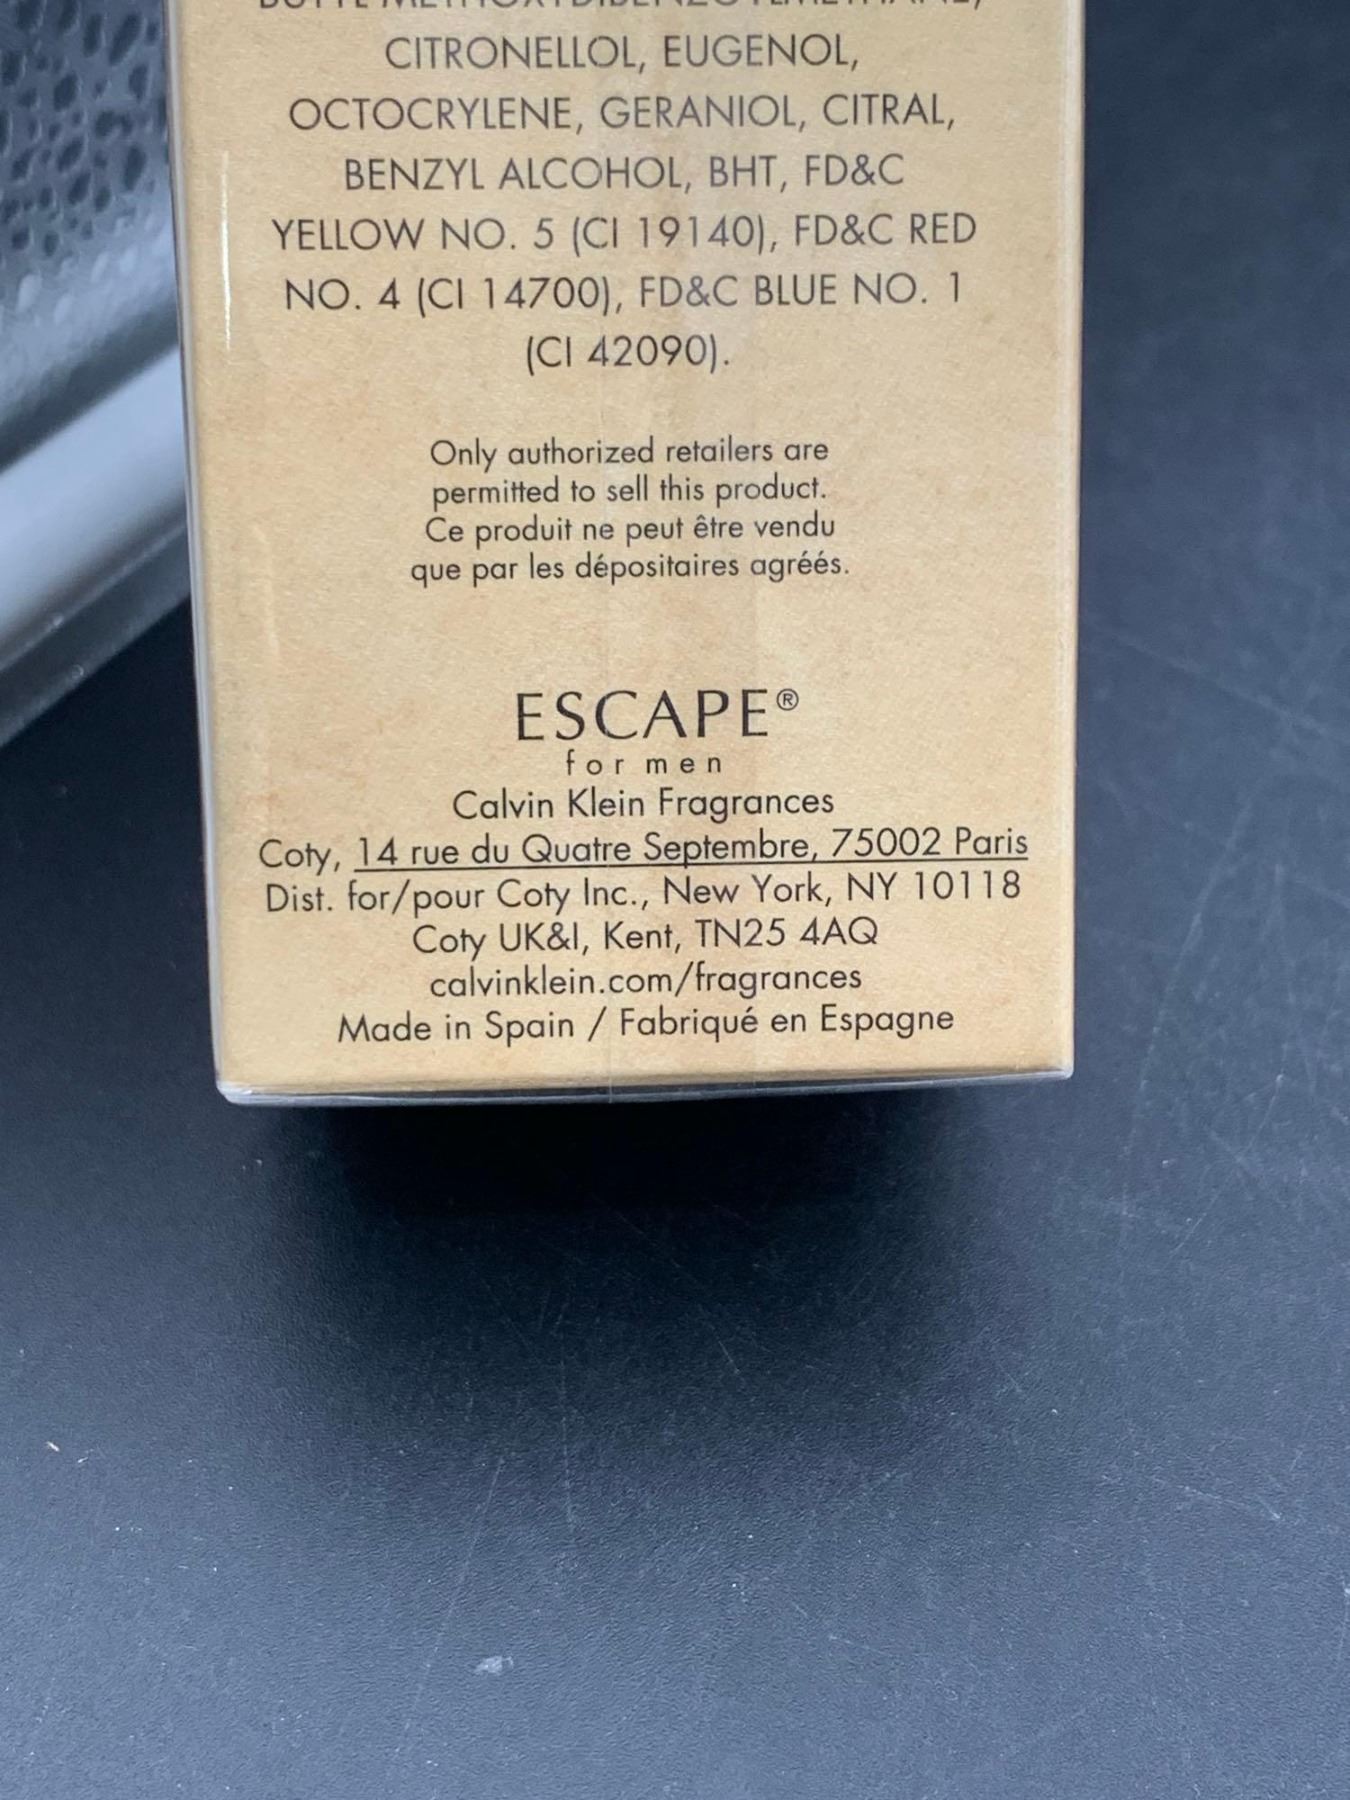 BUTYL METHOXYDIBENZOYLMETHANE,
CITRONELLOL, EUGENOL,
OCTOCRYLENE, GERANIOL, CITRAL,
BENZYL ALCOHOL, BHT, FD&C
YELLOW NO. 5 (CI 19140), FD&C RED
NO. 4 (CI 14700), FD&C BLUE NO. 1
(CI 42090).
Only authorized retailers are
permitted to sell this product.
Ce produit ne peut être vendu
que par les dépositaires agréés.
ESCAPE®
for men
Calvin Klein Fragrances
Coty, 14 rue du Quatre Septembre, 75002 Paris
Dist. for/pour Coty Inc., New York, NY 10118
Coty UK&I, Kent, TN25 4AQ
calvinklein.com/fragrances
Made in Spain / Fabriqué en Espagne